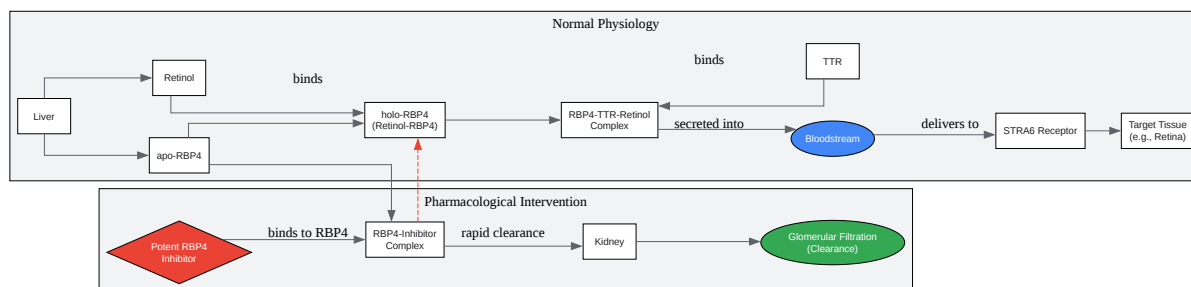 Normal Physiology
Liver
Retinol
apo-RBP4
binds
holo-RBP4
(Retinol-RBP4)
RBP4-TTR-Retinol
Complex
binds
TTR
secreted into
Bloodstream
delivers to
STRA6 Receptor
Target Tissue
(e.g., Retina)
Pharmacological Intervention
Potent RBP4
Inhibitor
binds to RBP4
RBP4-Inhibitor
Complex
rapid clearance
Kidney
Glomerular Filtration
(Clearance)